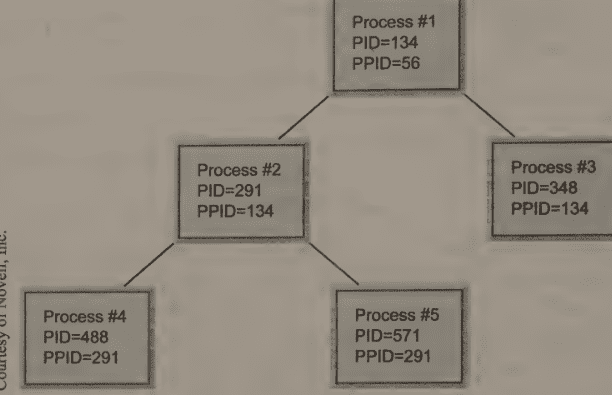 Process #1
PID=134
PPID=56
Process #2
PID=291
PPID=134
Process #3
PID=348
PPID=134
Process #4
PID=488
PPID=291
Process #5
PID=571
PPID=291
Courtesy of Novell, Inc.